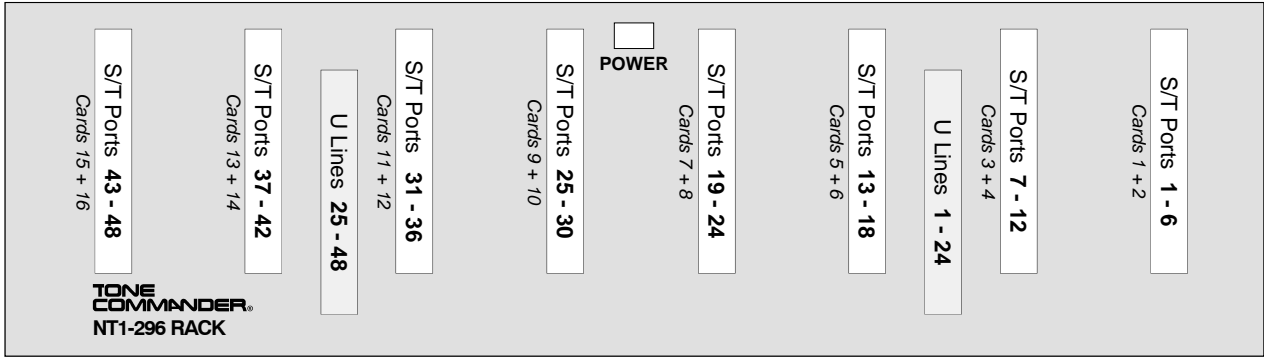 POWER
S/T Ports 43 - 48
Cards 15 + 16
S/T Ports 37 - 42
Cards 13 + 14
U Lines 25 - 48
S/T Ports 31 - 36
Cards 11 + 12
S/T Ports 25 - 30
Cards 9 + 10
S/T Ports 19 - 24
Cards 7 + 8
S/T Ports 13 - 18
Cards 5 + 6
U Lines 1 - 24
S/T Ports 7 - 12
Cards 3 + 4
S/T Ports 1 - 6
Cards 1 + 2
TONE
COMMANDER®
NT1-296 RACK